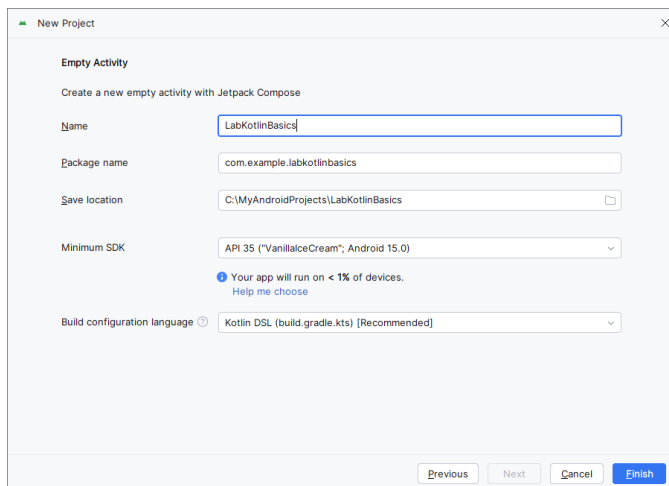 New Project
Empty Activity
Create a new empty activity with Jetpack Compose
Name LabKotlinBasics
Package name com.example.labkotlinbasics
Save location C:\MyAndroidProjects\LabKotlinBasics
Minimum SDK API 35 ("VanillaIceCream"; Android 15.0)
Your app will run on < 1% of devices.
Help me choose
Build configuration language ? Kotlin DSL (build.gradle.kts) [Recommended]
Previous Next Cancel Finish